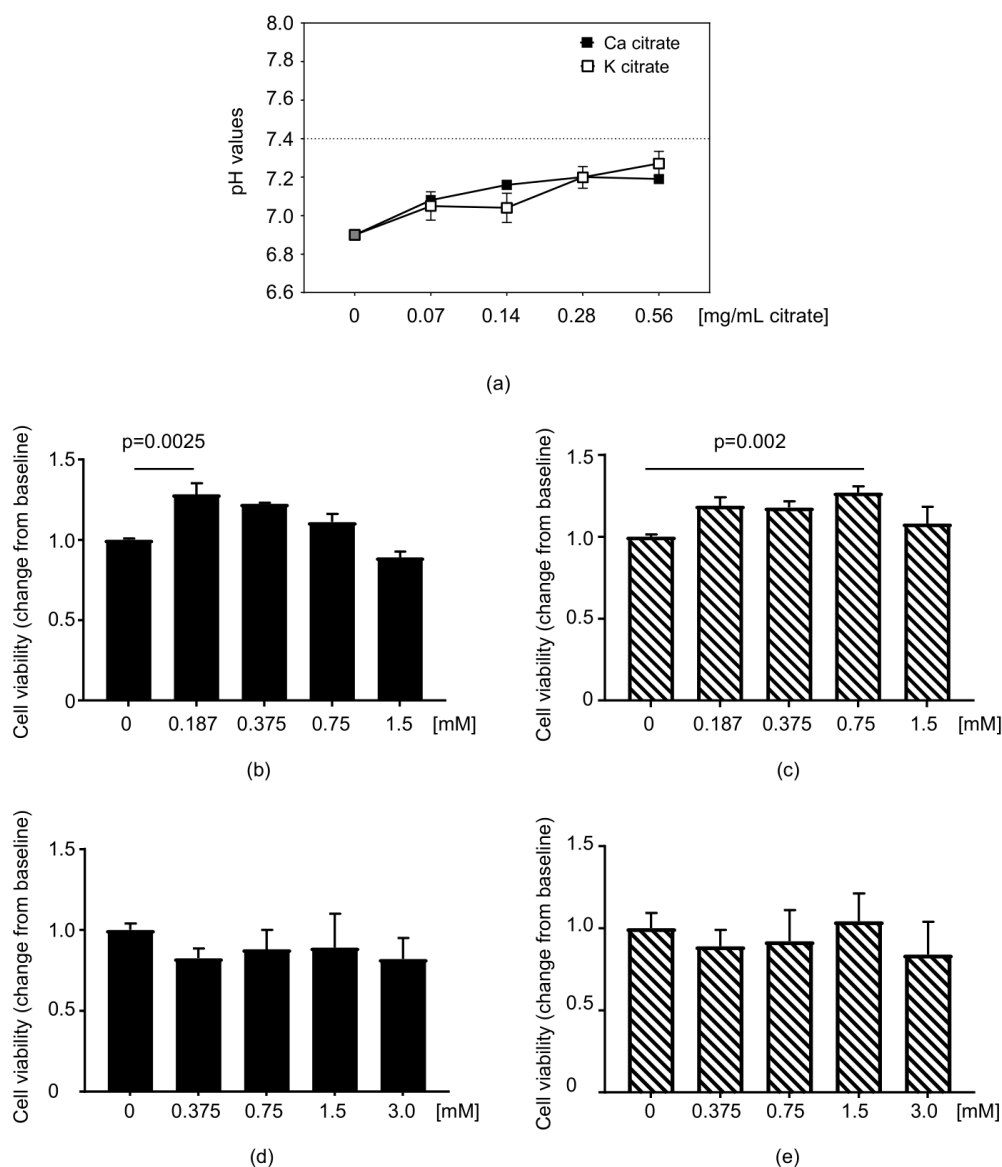 8.0
7.8
7.6
7.4
7.2
7.0
6.8
6.6
pH values
Ca citrate
K citrate
0 0.07 0.14 0.28 0.56 [mg/mL citrate]
(a)
Cell viability (change from baseline)
p=0.0025
1.5
1.0
0.5
0
0 0.187 0.375 0.75 1.5 [mM]
(b)
Cell viability (change from baseline)
p=0.002
1.5
1.0
0.5
0
0 0.187 0.375 0.75 1.5 [mM]
(c)
Cell viability (change from baseline)
1.5
1.0
0.5
0
0 0.375 0.75 1.5 3.0 [mM]
(d)
Cell viability (change from baseline)
1.5
1.0
0.5
0
0 0.375 0.75 1.5 3.0 [mM]
(e)